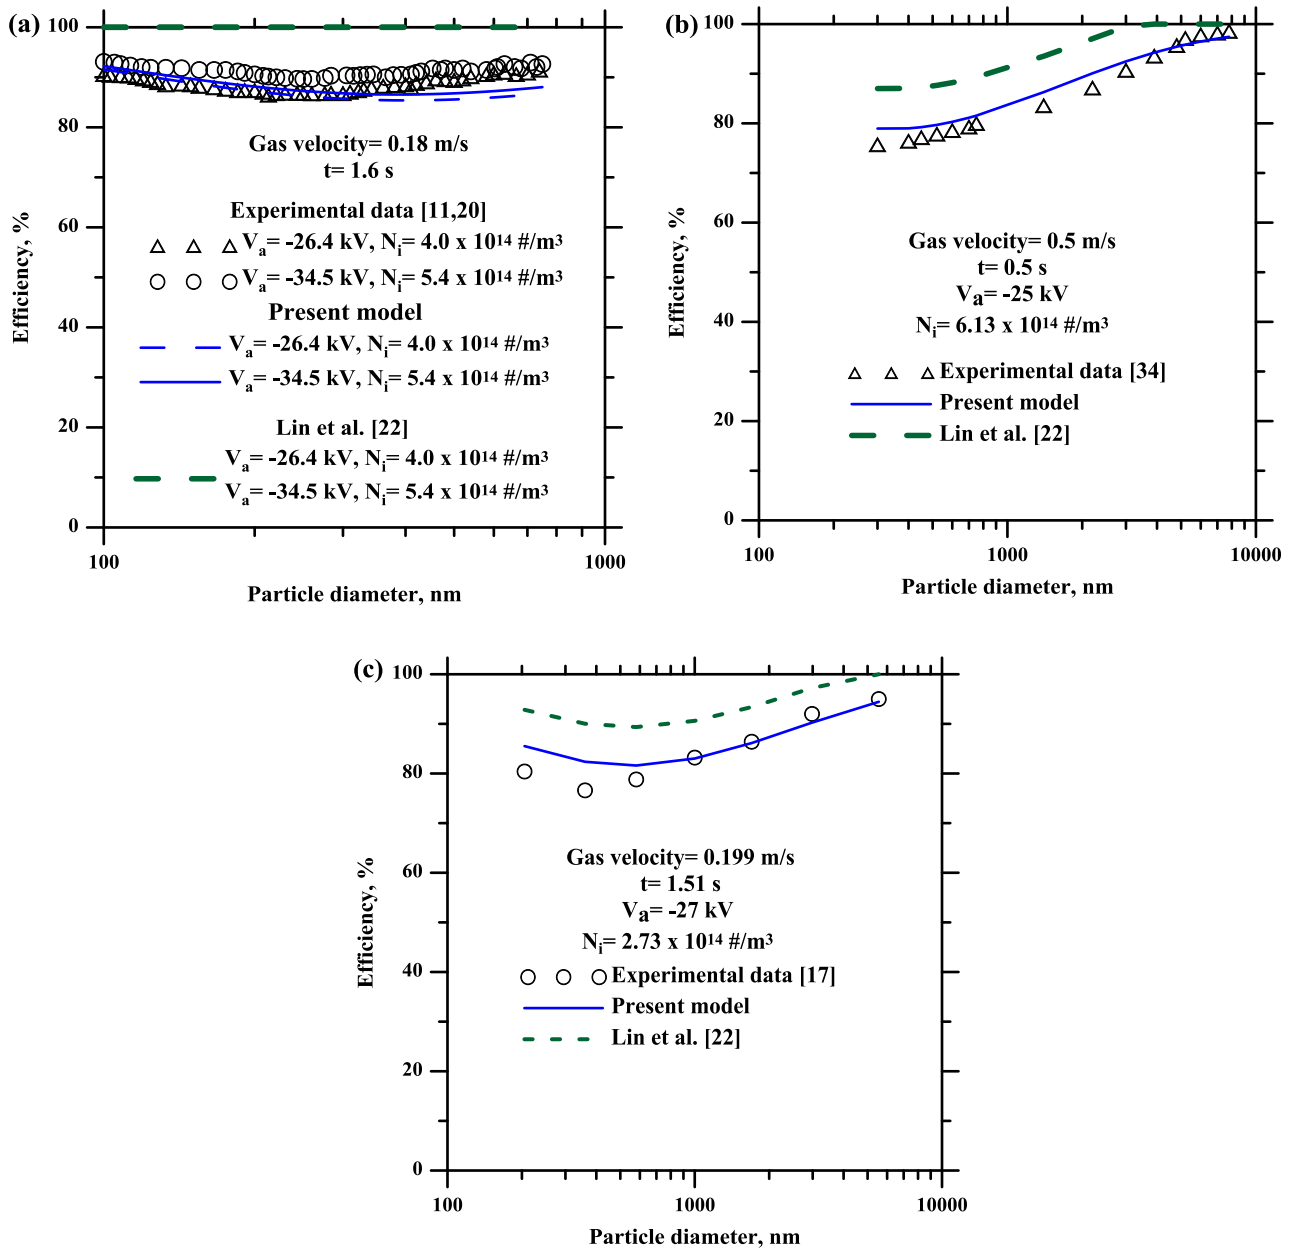 (a)
100
80
60
40
20
0
Efficiency, %
Gas velocity= 0.18 m/s
t= 1.6 s
Experimental data [11,20]
Va= -26.4 kV, Ni= 4.0 x 10¹⁴ #/m³
Va= -34.5 kV, Ni= 5.4 x 10¹⁴ #/m³
Present model
Va= -26.4 kV, Ni= 4.0 x 10¹⁴ #/m³
Va= -34.5 kV, Ni= 5.4 x 10¹⁴ #/m³
Lin et al. [22]
Va= -26.4 kV, Ni= 4.0 x 10¹⁴ #/m³
Va= -34.5 kV, Ni= 5.4 x 10¹⁴ #/m³
100
1000
Particle diameter, nm
(b)
100
80
60
40
20
0
Efficiency, %
Gas velocity= 0.5 m/s
t= 0.5 s
Va= -25 kV
Ni= 6.13 x 10¹⁴ #/m³
Experimental data [34]
Present model
Lin et al. [22]
100
1000
10000
Particle diameter, nm
(c)
100
80
60
40
20
0
Efficiency, %
Gas velocity= 0.199 m/s
t= 1.51 s
Va= -27 kV
Ni= 2.73 x 10¹⁴ #/m³
Experimental data [17]
Present model
Lin et al. [22]
100
1000
10000
Particle diameter, nm